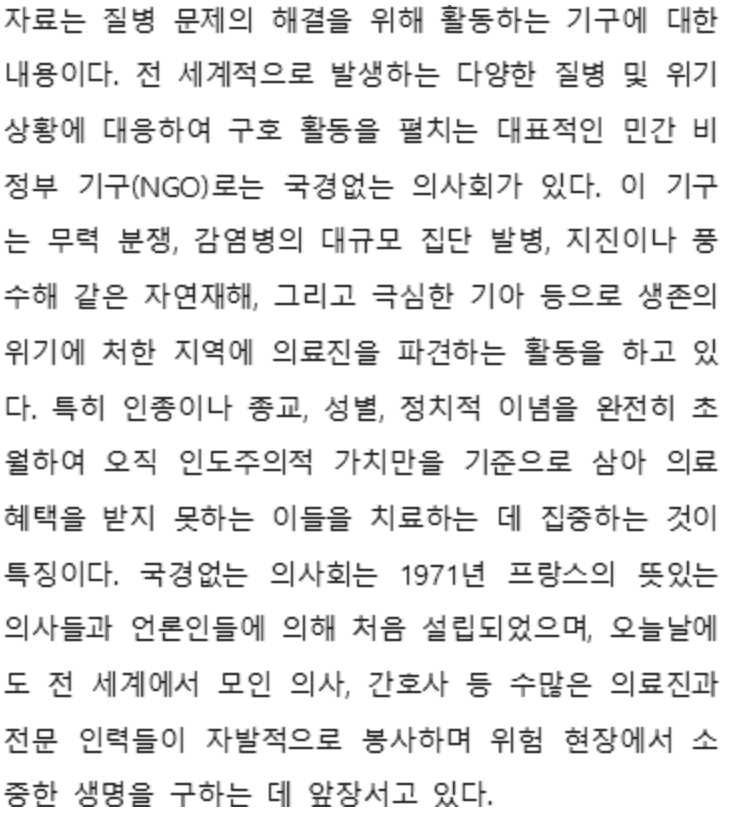 자료는 질병 문제의 해결을 위해 활동하는 기구에 대한
내용이다. 전 세계적으로 발생하는 다양한 질병 및 위기
상황에 대응하여 구호 활동을 펼치는 대표적인 민간 비
정부 기구(NGO)로는 국경없는 의사회가 있다. 이 기구
는 무력 분쟁, 감염병의 대규모 집단 발병, 지진이나 풍
수해 같은 자연재해, 그리고 극심한 기아 등으로 생존의
위기에 처한 지역에 의료진을 파견하는 활동을 하고 있
다. 특히 인종이나 종교, 성별, 정치적 이념을 완전히 초
월하여 오직 인도주의적 가치만을 기준으로 삼아 의료
혜택을 받지 못하는 이들을 치료하는 데 집중하는 것이
특징이다. 국경없는 의사회는 1971년 프랑스의 뜻있는
의사들과 언론인들에 의해 처음 설립되었으며, 오늘날에
도 전 세계에서 모인 의사, 간호사 등 수많은 의료진과
전문 인력들이 자발적으로 봉사하며 위험 현장에서 소
중한 생명을 구하는 데 앞장서고 있다.